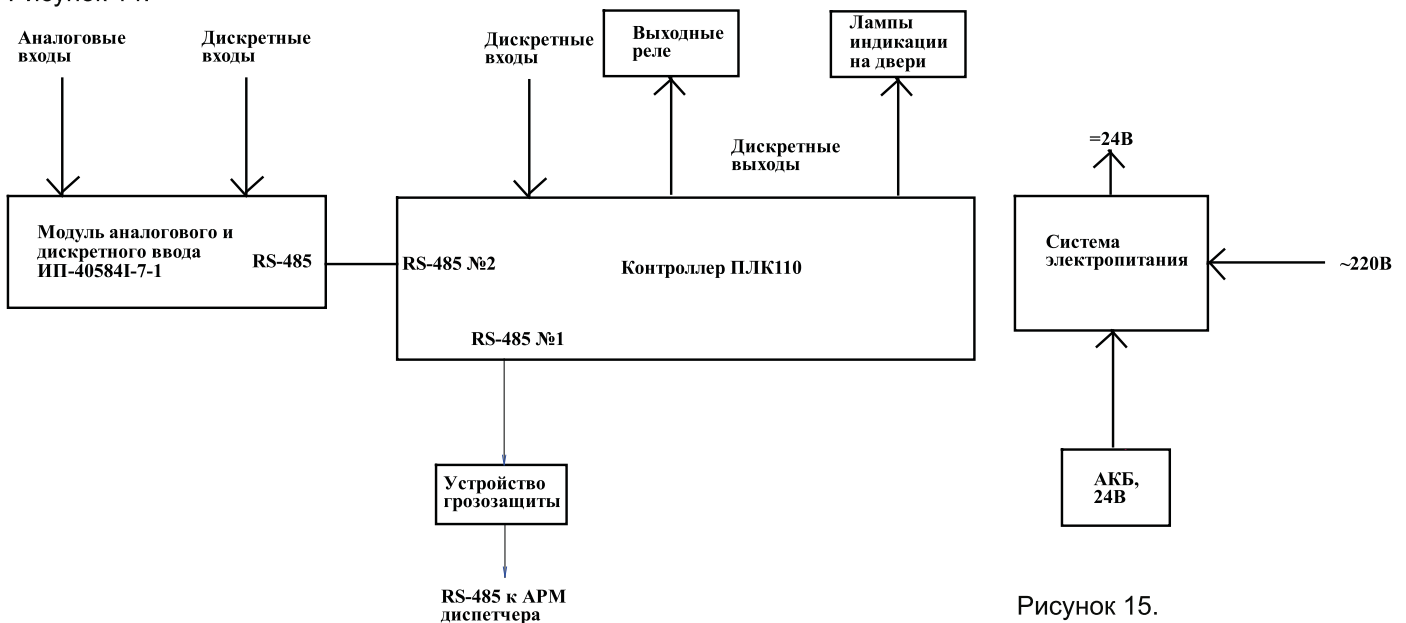 Аналоговые
входы
Дискретные
входы
Дискретные
входы
Выходные
реле
Лампы
индикации
на двери
Дискретные
выходы
=24В
Модуль аналогового и
дискретного ввода
ИП-40584I-7-1
RS-485
RS-485 №2
Контроллер ПЛК110
RS-485 №1
Система
электропитания
~220В
Устройство
грозозащиты
АКБ,
24В
RS-485 к АРМ
диспетчера
Рисунок 15.